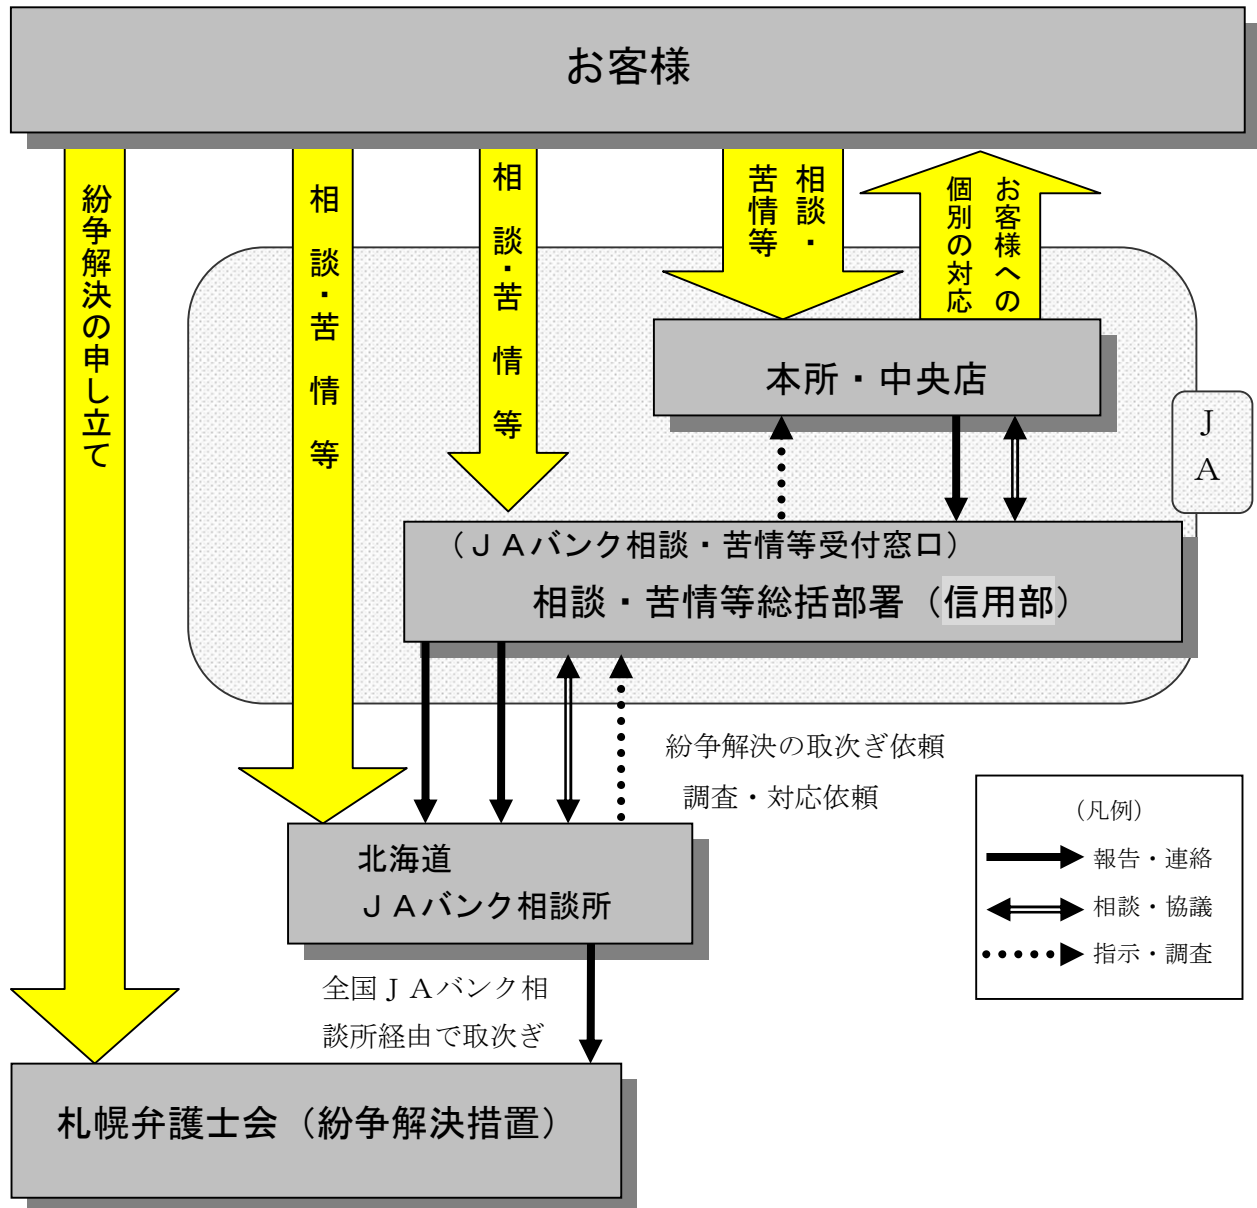 お客様
紛争解決の申し立て
相談・苦情等
相談・苦情等
相談・
苦情等
お客様への
個別の対応
本所・中央店
ＪＡ
（ＪＡバンク相談・苦情等受付窓口）
相談・苦情等総括部署（信用部）
紛争解決の取次ぎ依頼
調査・対応依頼
（凡例）
報告・連絡
相談・協議
指示・調査
北海道
ＪＡバンク相談所
全国ＪＡバンク相
談所経由で取次ぎ
札幌弁護士会（紛争解決措置）